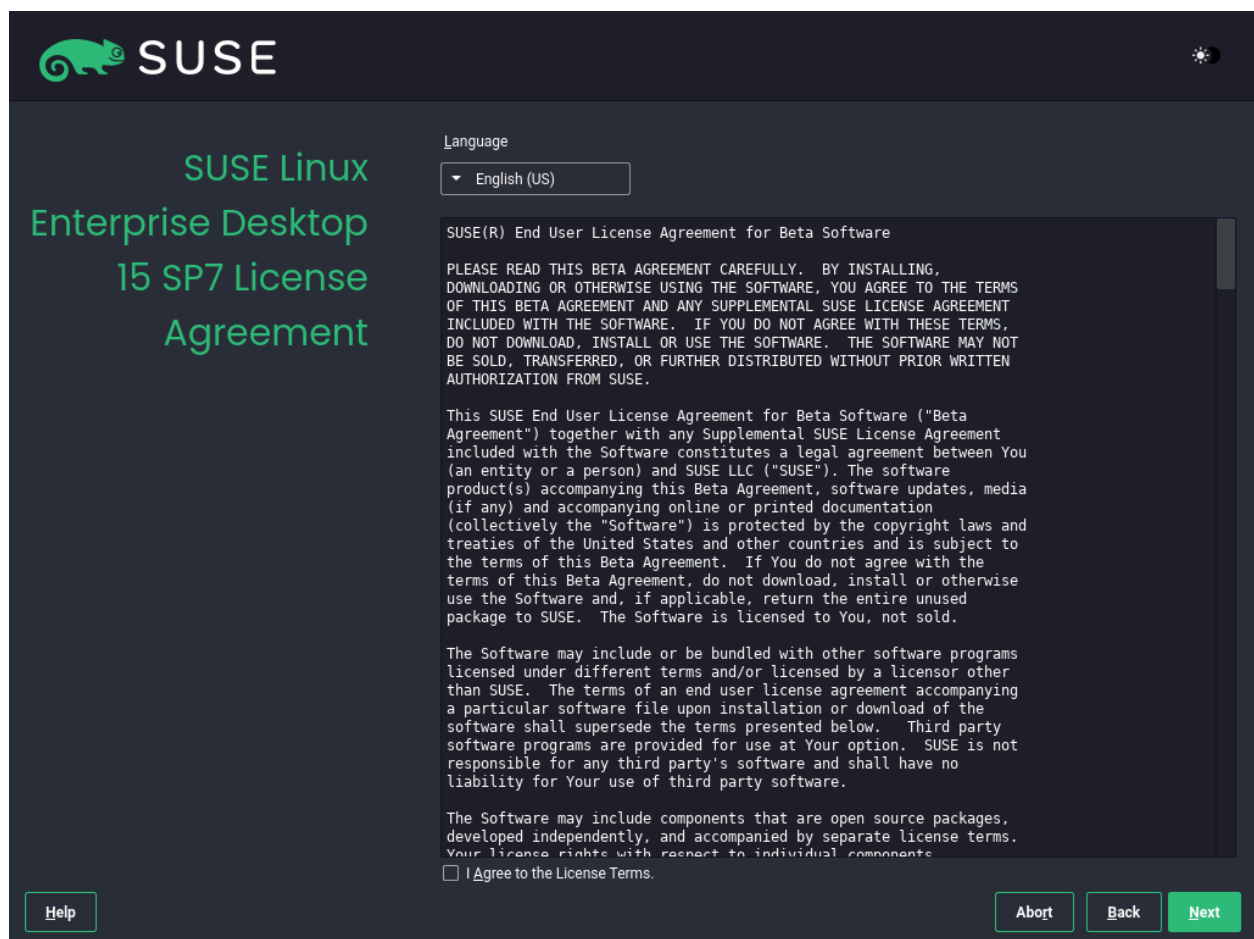 SUSE
SUSE Linux
Enterprise Desktop
15 SP7 License
Agreement
Language
English (US)
SUSE(R) End User License Agreement for Beta Software
PLEASE READ THIS BETA AGREEMENT CAREFULLY.  BY INSTALLING,
DOWNLOADING OR OTHERWISE USING THE SOFTWARE, YOU AGREE TO THE TERMS
OF THIS BETA AGREEMENT AND ANY SUPPLEMENTAL SUSE LICENSE AGREEMENT
INCLUDED WITH THE SOFTWARE.  IF YOU DO NOT AGREE WITH THESE TERMS,
DO NOT DOWNLOAD, INSTALL OR USE THE SOFTWARE.  THE SOFTWARE MAY NOT
BE SOLD, TRANSFERRED, OR FURTHER DISTRIBUTED WITHOUT PRIOR WRITTEN
AUTHORIZATION FROM SUSE.
This SUSE End User License Agreement for Beta Software ("Beta
Agreement") together with any Supplemental SUSE License Agreement
included with the Software constitutes a legal agreement between You
(an entity or a person) and SUSE LLC ("SUSE"). The software
product(s) accompanying this Beta Agreement, software updates, media
(if any) and accompanying online or printed documentation
(collectively the "Software") is protected by the copyright laws and
treaties of the United States and other countries and is subject to
the terms of this Beta Agreement.  If You do not agree with the
terms of this Beta Agreement, do not download, install or otherwise
use the Software and, if applicable, return the entire unused
package to SUSE.  The Software is licensed to You, not sold.
The Software may include or be bundled with other software programs
licensed under different terms and/or licensed by a licensor other
than SUSE.  The terms of an end user license agreement accompanying
a particular software file upon installation or download of the
software shall supersede the terms presented below.   Third party
software programs are provided for use at Your option.  SUSE is not
responsible for any third party's software and shall have no
liability for Your use of third party software.
The Software may include components that are open source packages,
developed independently, and accompanied by separate license terms.
Your license rights with respect to individual components
I Agree to the License Terms.
Help
Abort
Back
Next